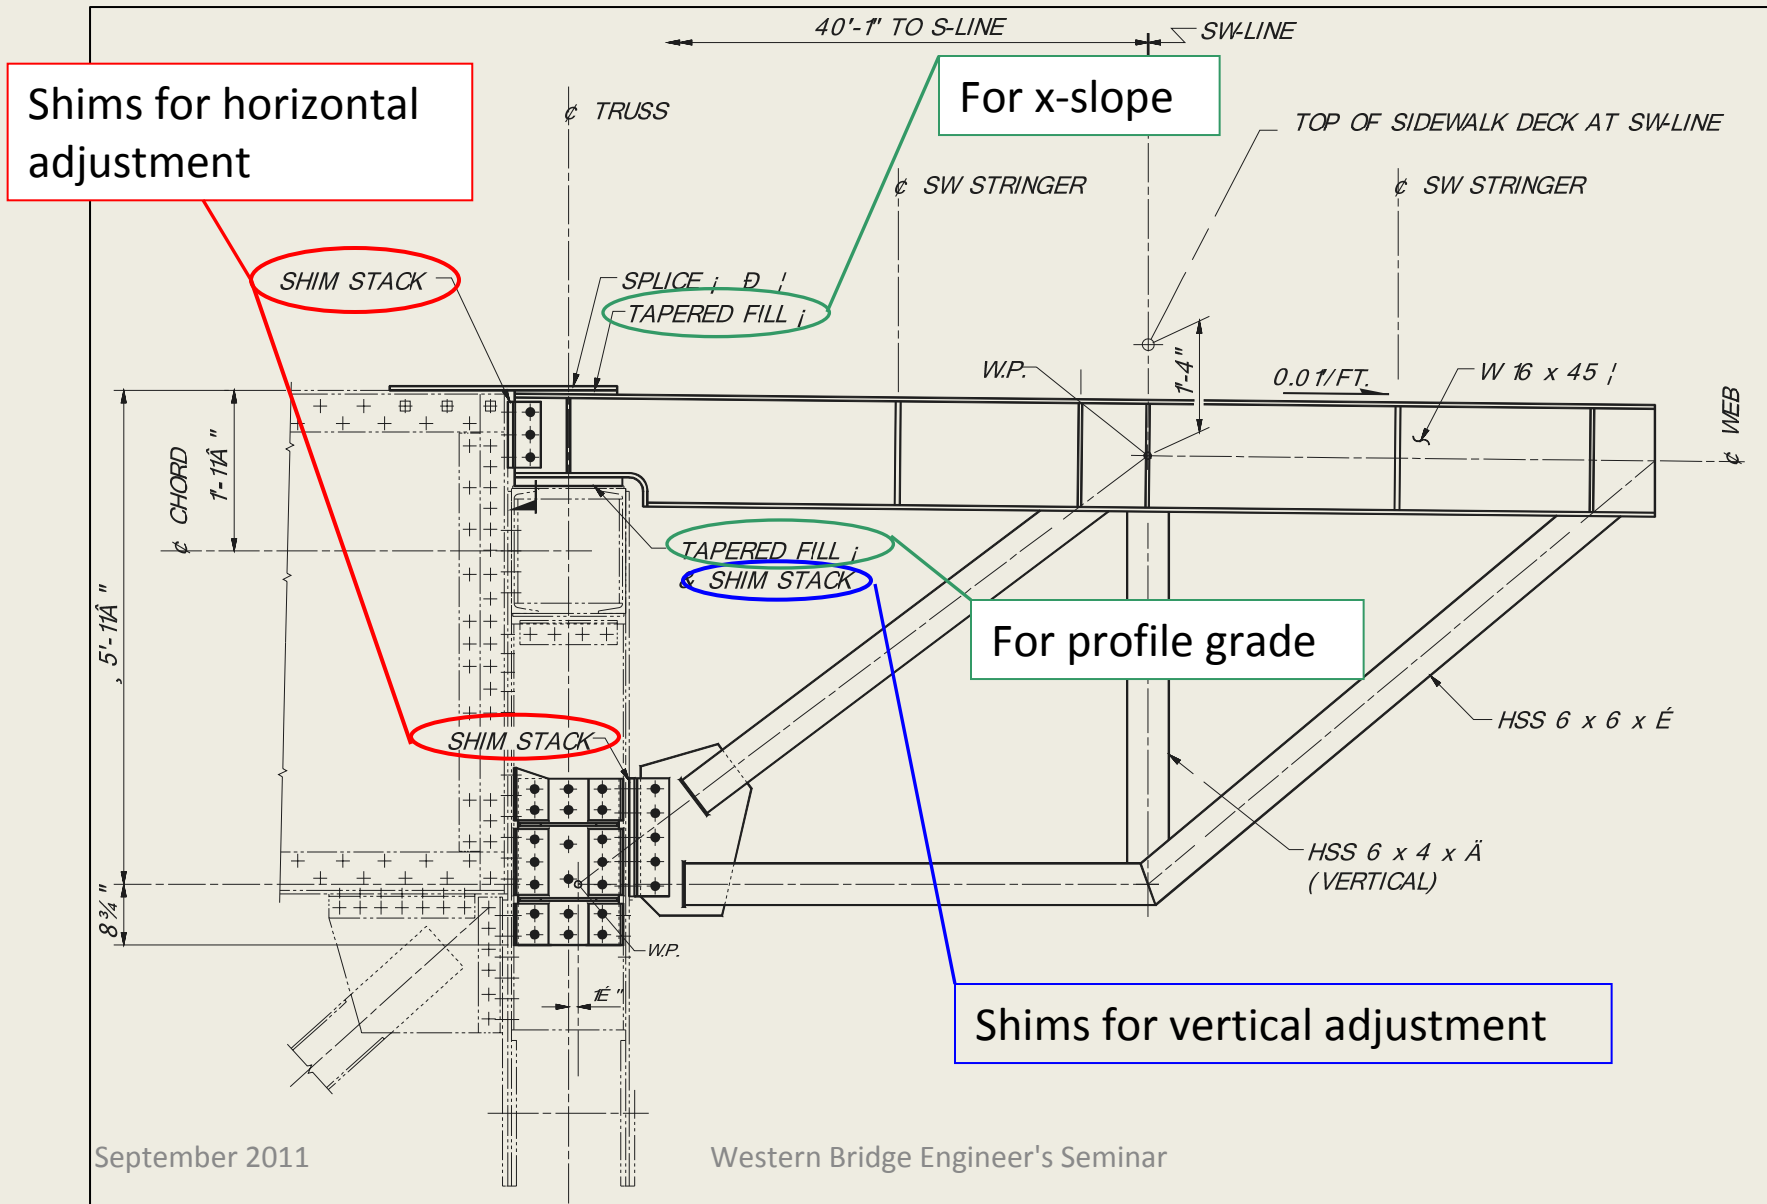 40'-1" TO S-LINE
SW-LINE
Shims for horizontal
adjustment
For x-slope
₵ TRUSS
TOP OF SIDEWALK DECK AT SW-LINE
₵ SW STRINGER
₵ SW STRINGER
SHIM STACK
SPLICE ¡ Ð ¦
TAPERED FILL ¡
W.P.
1'-4"
0.01'/FT.
W 16 x 45 ¦
₵ WEB
₵ CHORD
1'-11Â "
TAPERED FILL ¡
& SHIM STACK
For profile grade
5'-11Â "
HSS 6 x 6 x É
SHIM STACK
HSS 6 x 4 x Ä
(VERTICAL)
8¾"
W.P.
1É "
Shims for vertical adjustment
September 2011
Western Bridge Engineer's Seminar